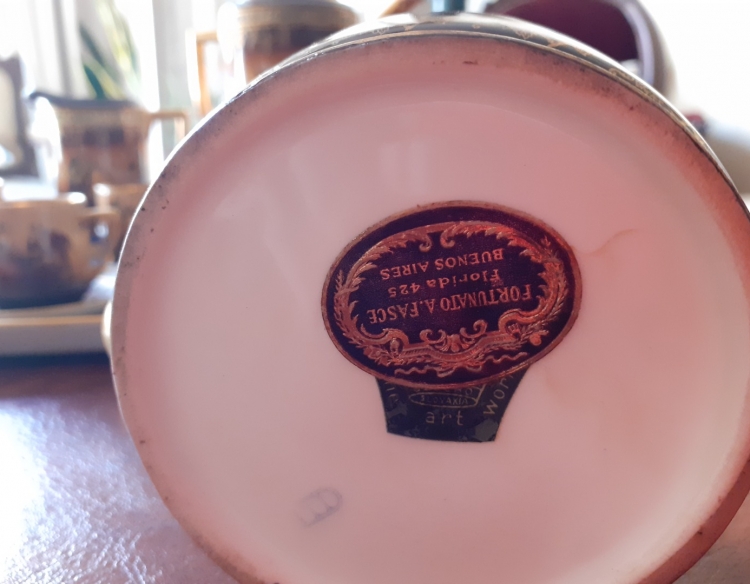 FORTUNATO A. FASCE
Florida 425
BUENOS AIRES
art